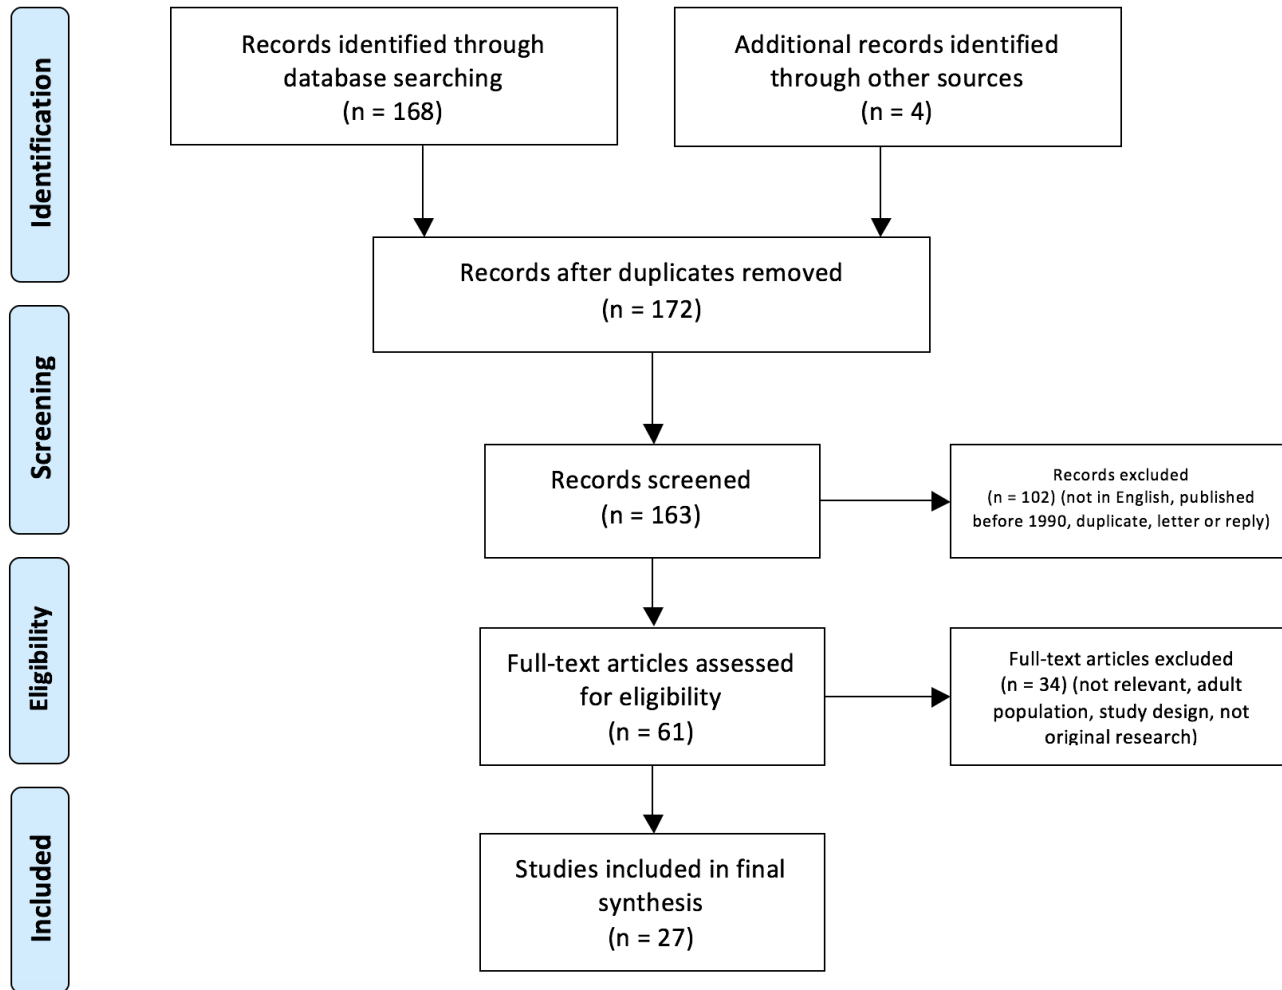 Identification
Records identified through
database searching
(n = 168)
Additional records identified
through other sources
(n = 4)
Records after duplicates removed
(n = 172)
Screening
Records screened
(n = 163)
Records excluded
(n = 102) (not in English, published
before 1990, duplicate, letter or reply)
Eligibility
Full-text articles assessed
for eligibility
(n = 61)
Full-text articles excluded
(n = 34) (not relevant, adult
population, study design, not
original research)
Included
Studies included in final
synthesis
(n = 27)